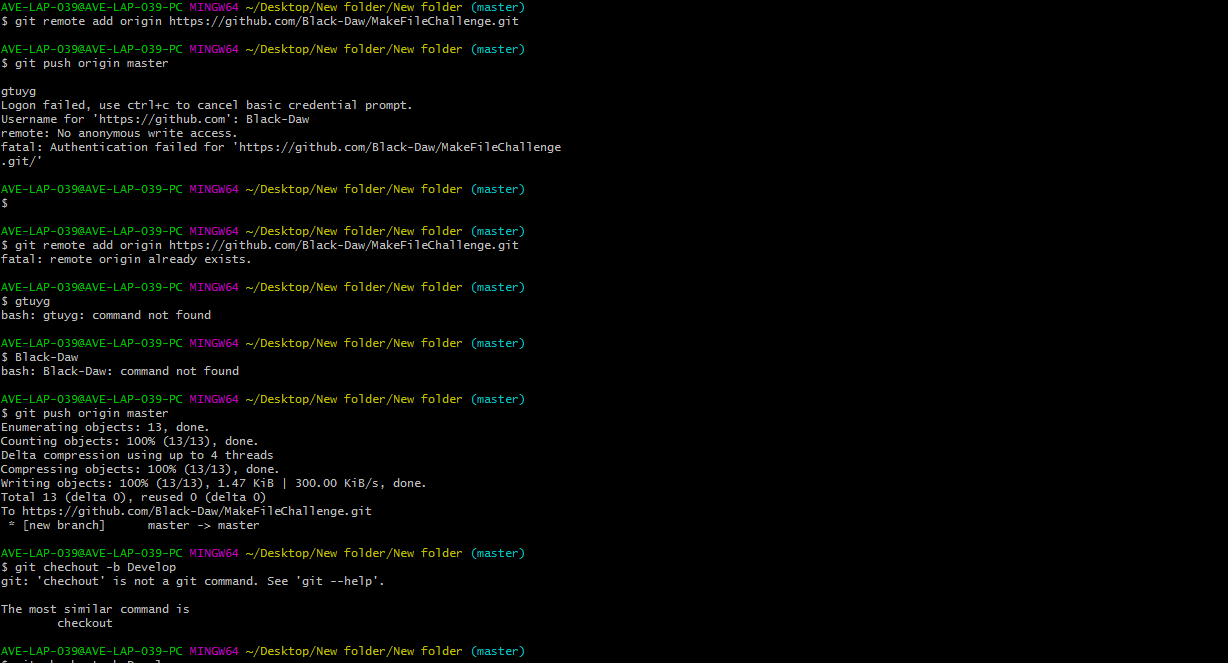 AVE-LAP-039@AVE-LAP-039-PC MINGW64 ~/Desktop/New folder/New folder (master)
$ git remote add origin https://github.com/Black-Daw/MakeFileChallenge.git
AVE-LAP-039@AVE-LAP-039-PC MINGW64 ~/Desktop/New folder/New folder (master)
$ git push origin master
gtuyg
Logon failed, use ctrl+c to cancel basic credential prompt.
Username for 'https://github.com': Black-Daw
remote: No anonymous write access.
fatal: Authentication failed for 'https://github.com/Black-Daw/MakeFileChallenge
.git/'
AVE-LAP-039@AVE-LAP-039-PC MINGW64 ~/Desktop/New folder/New folder (master)
$
AVE-LAP-039@AVE-LAP-039-PC MINGW64 ~/Desktop/New folder/New folder (master)
$ git remote add origin https://github.com/Black-Daw/MakeFileChallenge.git
fatal: remote origin already exists.
AVE-LAP-039@AVE-LAP-039-PC MINGW64 ~/Desktop/New folder/New folder (master)
$ gtuyg
bash: gtuyg: command not found
AVE-LAP-039@AVE-LAP-039-PC MINGW64 ~/Desktop/New folder/New folder (master)
$ Black-Daw
bash: Black-Daw: command not found
AVE-LAP-039@AVE-LAP-039-PC MINGW64 ~/Desktop/New folder/New folder (master)
$ git push origin master
Enumerating objects: 13, done.
Counting objects: 100% (13/13), done.
Delta compression using up to 4 threads
Compressing objects: 100% (13/13), done.
Writing objects: 100% (13/13), 1.47 KiB | 300.00 KiB/s, done.
Total 13 (delta 0), reused 0 (delta 0)
To https://github.com/Black-Daw/MakeFileChallenge.git
 * [new branch]      master -> master
AVE-LAP-039@AVE-LAP-039-PC MINGW64 ~/Desktop/New folder/New folder (master)
$ git chechout -b Develop
git: 'chechout' is not a git command. See 'git --help'.
The most similar command is
        checkout
AVE-LAP-039@AVE-LAP-039-PC MINGW64 ~/Desktop/New folder/New folder (master)